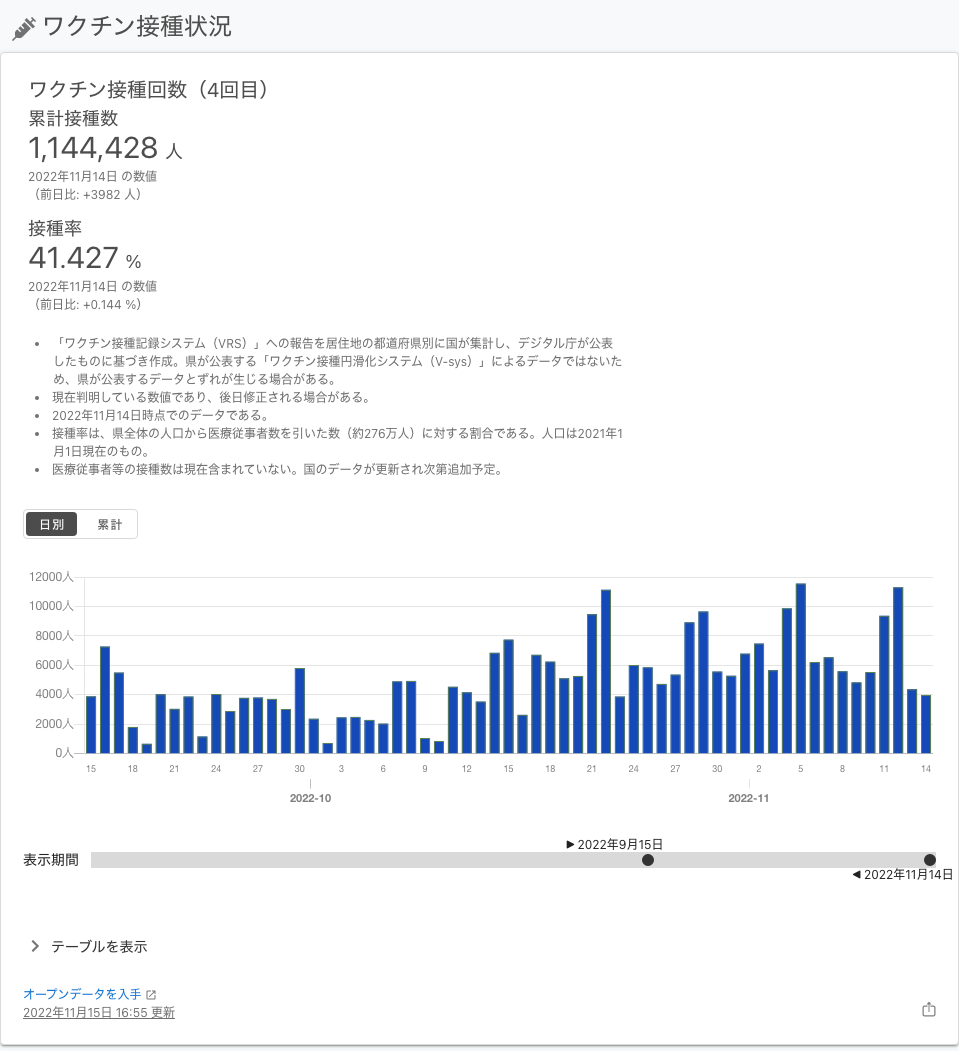 ワクチン接種状況
ワクチン接種回数（4回目）
累計接種数
1,144,428 人
2022年11月14日 の数値
（前日比: +3982 人）
接種率
41.427 %
2022年11月14日 の数値
（前日比: +0.144 %）
• 「ワクチン接種記録システム（VRS）」への報告を居住地の都道府県別に国が集計し、デジタル庁が公表
したものに基づき作成。県が公表する「ワクチン接種円滑化システム（V-sys）」によるデータではないた
め、県が公表するデータとずれが生じる場合がある。
• 現在判明している数値であり、後日修正される場合がある。
• 2022年11月14日時点でのデータである。
• 接種率は、県全体の人口から医療従事者数を引いた数（約276万人）に対する割合である。人口は2021年1
月1日現在のもの。
• 医療従事者等の接種数は現在含まれていない。国のデータが更新され次第追加予定。
日別 累計
12000人
10000人
8000人
6000人
4000人
2000人
0人
15 18 21 24 27 30 3 6 9 12 15 18 21 24 27 30 2 5 8 11 14
2022-10 2022-11
▶ 2022年9月15日
表示期間
◀ 2022年11月14日
テーブルを表示
オープンデータを入手
2022年11月15日 16:55 更新